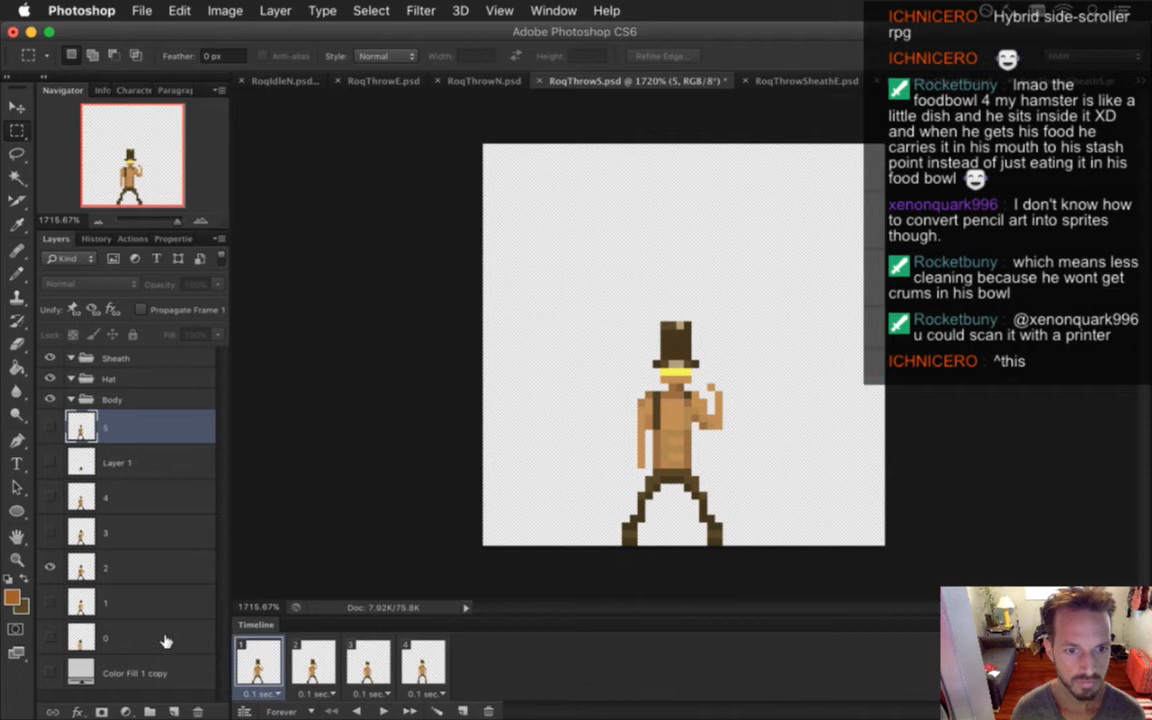 Photoshop File Edit Image Layer Type Select Filter 3D View Window Help
Adobe Photoshop CS6
Feather: 0 px Anti-alias Style: Normal Width: Height: Refine Edge...
RoqIdleN.psd... RoqThrowE.psd RoqThrowN.psd RoqThrowS.psd @ 1720% (5, RGB/8*) * RoqThrowSheathE.psd
Navigator Info Characte Paragra
1715.67%
Layers History Actions Propertie
Kind
Normal Opacity: 100%
Unify: Propagate Frame 1
Lock: Fill: 100%
Sheath
Hat
Body
5
Layer 1
4
3
2
1
0
Color Fill 1 copy
1715.67% Doc: 7.92K/75.8K
Timeline
1 2 3 4
0.1 sec. 0.1 sec. 0.1 sec. 0.1 sec.
Forever
ICHNICERO : Hybrid side-scroller
rpg
ICHNICERO :
Rocketbuny : lmao the
foodbowl 4 my hamster is like a
little dish and he sits inside it XD
and when he gets his food he
carries it in his mouth to his stash
point instead of just eating it in his
food bowl
xenonquark996 : I don't know how
to convert pencil art into sprites
though.
Rocketbuny : which means less
cleaning because he wont get
crums in his bowl
Rocketbuny : @xenonquark996
u could scan it with a printer
ICHNICERO : ^this